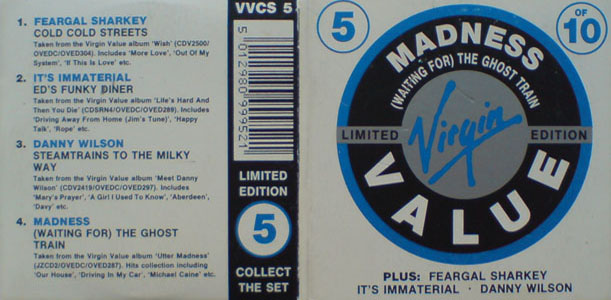 1. FEARGAL SHARKEY
COLD COLD STREETS
Taken from the Virgin Value album 'Wish' (CDV2500/
OVEDC/OVED304). Includes 'More Love', 'Out Of My
System', 'If This Is Love' etc.
2. IT'S IMMATERIAL
ED'S FUNKY DINER
Taken from the Virgin Value album 'Life's Hard And
Then You Die' (CDSRN4/OVEDC/OVED289). Includes
'Driving Away From Home (Jim's Tune)', 'Happy
Talk', 'Rope' etc.
3. DANNY WILSON
STEAMTRAINS TO THE MILKY
WAY
Taken from the Virgin Value album 'Meet Danny
Wilson' (CDV2419/OVEDC/OVED297). Includes
'Mary's Prayer', 'A Girl I Used To Know', 'Aberdeen',
'Davy' etc.
4. MADNESS
(WAITING FOR) THE GHOST
TRAIN
Taken from the Virgin Value album 'Utter Madness'
(JZCD2/OVEDC/OVED287). Hits collection including
'Our House', 'Driving In My Car', 'Michael Caine' etc.
VVCS 5
5 012980 999521
LIMITED
EDITION
5
COLLECT
THE SET
5
OF
10
MADNESS
(WAITING FOR) THE GHOST TRAIN
LIMITED Virgin EDITION
VALUE
PLUS: FEARGAL SHARKEY
IT'S IMMATERIAL · DANNY WILSON